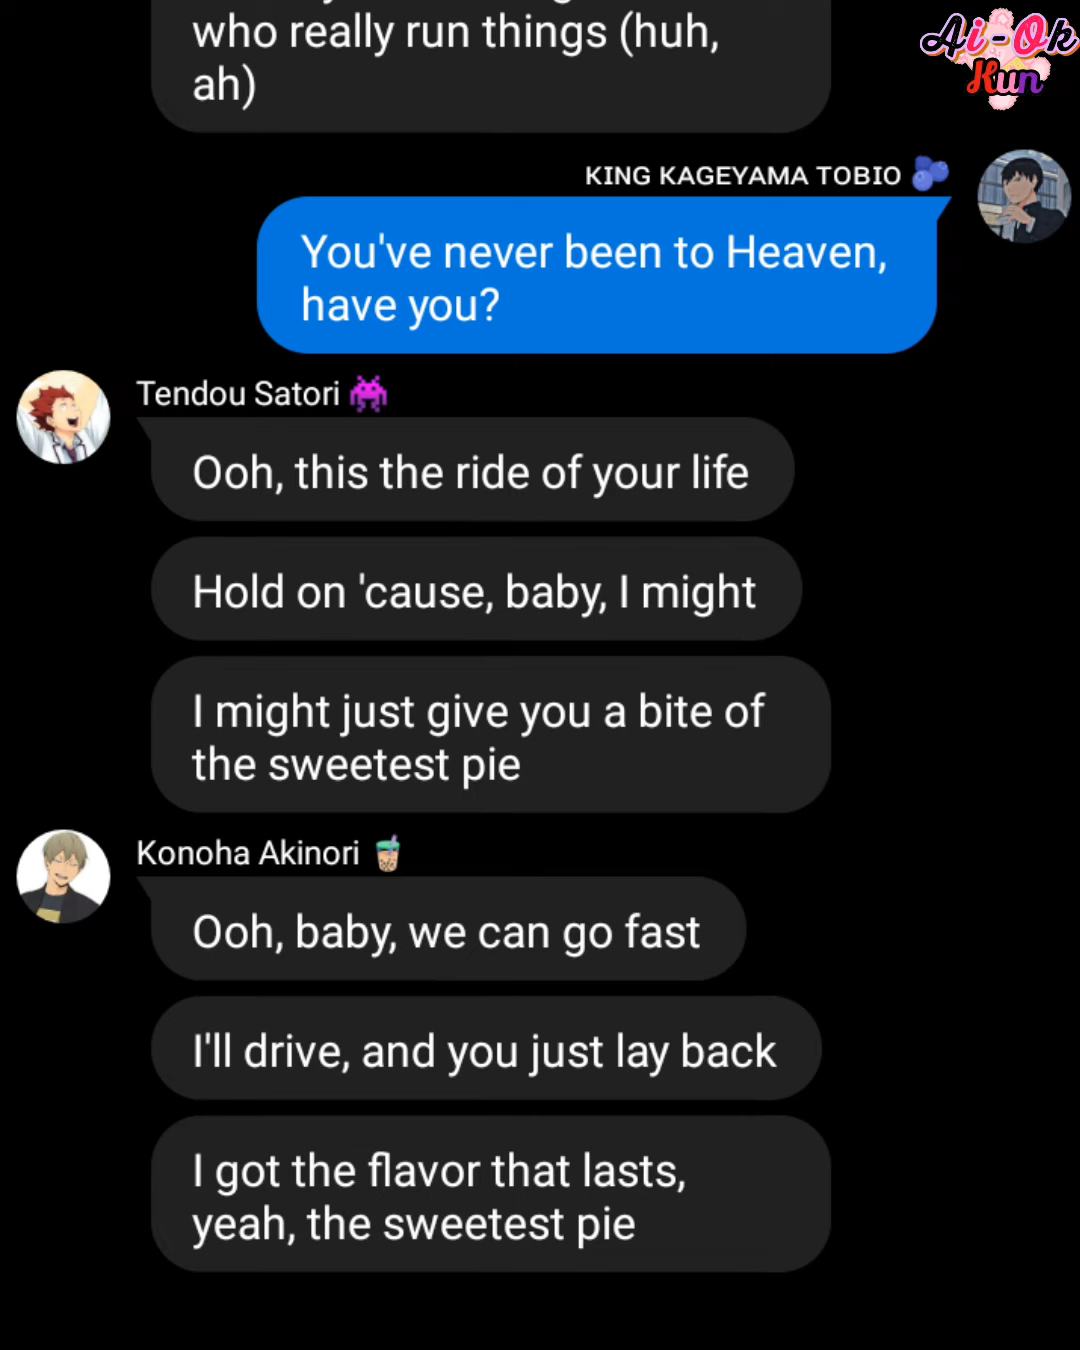 who really run things (huh,
ah)
Ai-Ok
Kun
KING KAGEYAMA TOBIO
You've never been to Heaven,
have you?
Tendou Satori
Ooh, this the ride of your life
Hold on 'cause, baby, I might
I might just give you a bite of
the sweetest pie
Konoha Akinori
Ooh, baby, we can go fast
I'll drive, and you just lay back
I got the flavor that lasts,
yeah, the sweetest pie